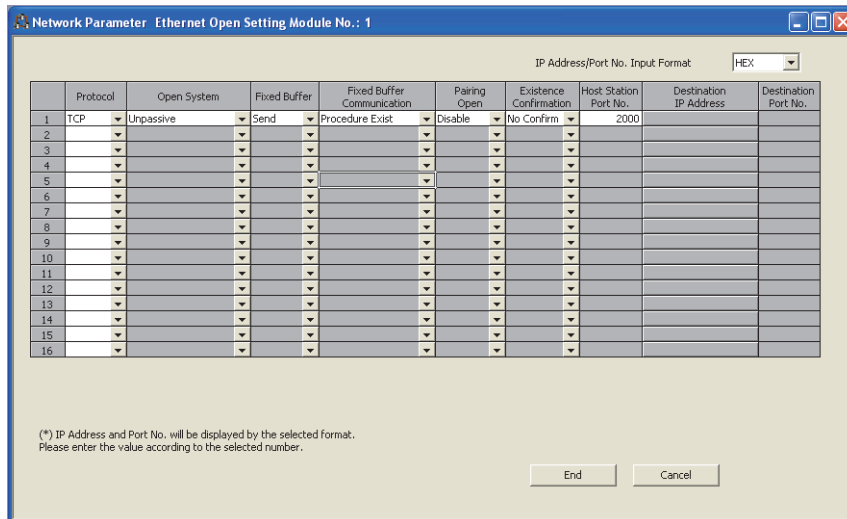 Network Parameter Ethernet Open Setting Module No.: 1
IP Address/Port No. Input Format HEX
Protocol Open System Fixed Buffer Fixed Buffer Communication Pairing Open Existence Confirmation Host Station Port No. Destination IP Address Destination Port No.
1 TCP Unpassive Send Procedure Exist Disable No Confirm 2000
2
3
4
5
6
7
8
9
10
11
12
13
14
15
16
(*) IP Address and Port No. will be displayed by the selected format.
Please enter the value according to the selected number.
End Cancel